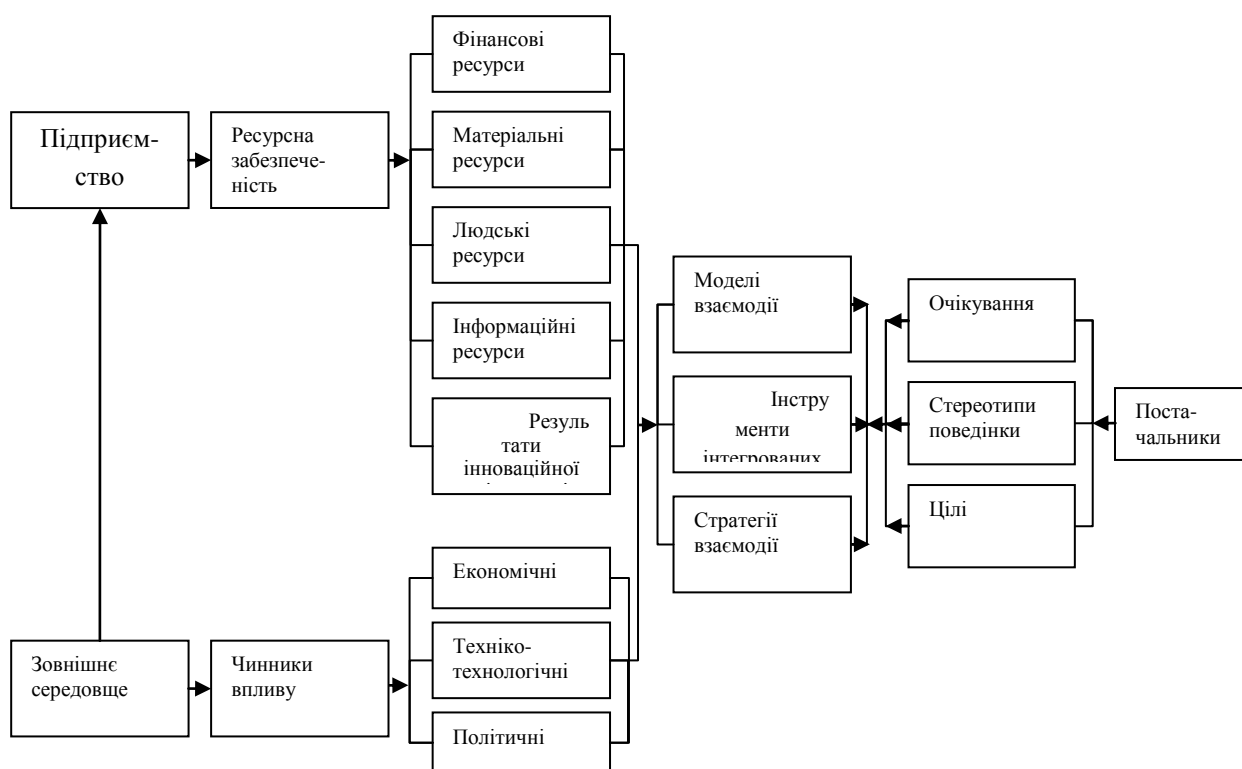 Фінансові
ресурси
Підприєм-
ство
Ресурсна
забезпече-
ність
Матеріальні
ресурси
Людські
ресурси
Інформаційні
ресурси
Резуль
тати
інноваційної
Моделі
взаємодії
Інстру
менти
інтегрованих
Стратегії
взаємодії
Очікування
Стереотипи
поведінки
Цілі
Поста-
чальники
Економічні
Техніко-
технологічні
Політичні
Зовнішнє
середовще
Чинники
впливу